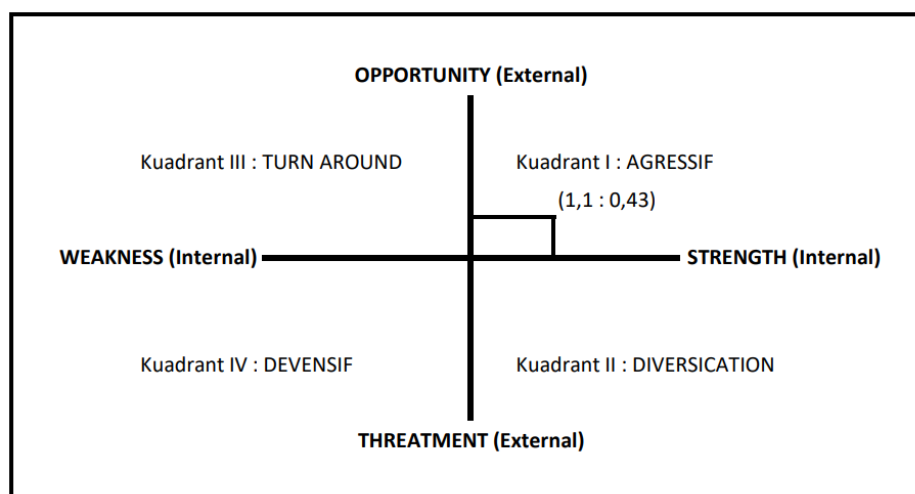 OPPORTUNITY (External)
Kuadrant III : TURN AROUND
Kuadrant I : AGRESSIF
(1,1 : 0,43)
WEAKNESS (Internal)
STRENGTH (Internal)
Kuadrant IV : DEVENSIF
Kuadrant II : DIVERSICATION
THREATMENT (External)